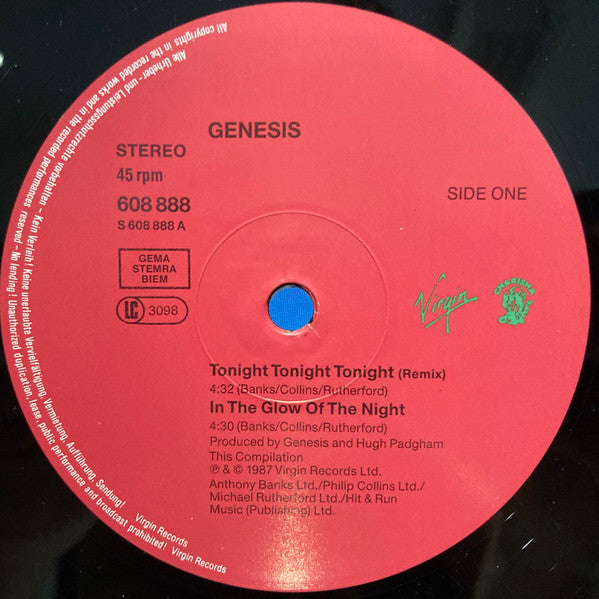 GENESIS
STEREO
45 rpm
608 888
S 608 888 A
SIDE ONE
GEMA
STEMRA
BIEM
LC 3098
Virgin
CHARISMA
Tonight Tonight Tonight (Remix)
4:32 (Banks/Collins/Rutherford)
In The Glow Of The Night
4:30 (Banks/Collins/Rutherford)
Produced by Genesis and Hugh Padgham
This Compilation
℗ & © 1987 Virgin Records Ltd.
Anthony Banks Ltd./Philip Collins Ltd./
Michael Rutherford Ltd./Hit & Run
Music (Publishing) Ltd.
Alle Urheber- und Leistungsschutzrechte vorbehalten – Kein Verleih! Keine unerlaubte Vervielfältigung, Vermietung, Aufführung, Sendung! Virgin Records
All copyrights in the recorded works and in the recorded performances reserved – No lending! Unauthorized duplication, lease, public performance and broadcast prohibited! Virgin Records